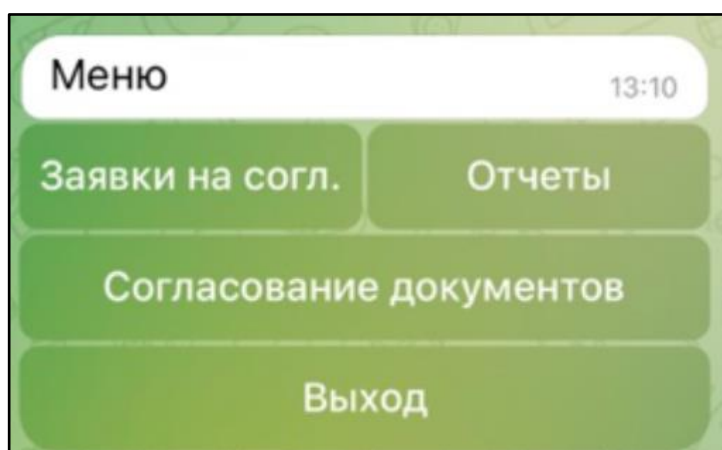 Меню
13:10
Заявки на согл. Отчеты
Согласование документов
Выход